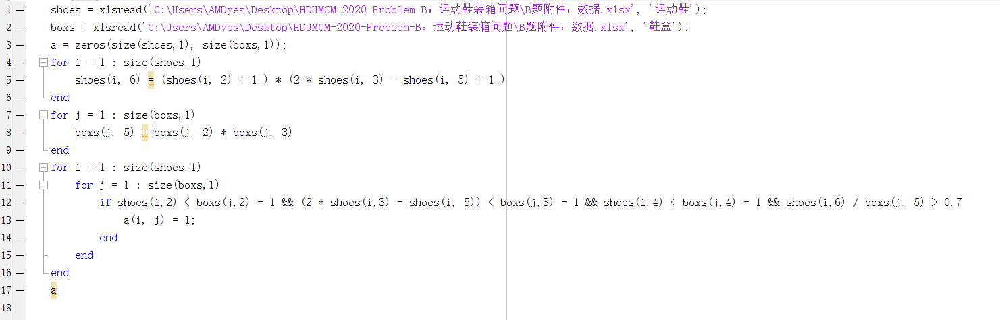 1 — shoes = xlsread('C:\Users\AMDyes\Desktop\HDUMCM-2020-Problem-B：运动鞋装箱问题\B题附件：数据.xlsx', '运动鞋');
2 — boxs = xlsread('C:\Users\AMDyes\Desktop\HDUMCM-2020-Problem-B：运动鞋装箱问题\B题附件：数据.xlsx', '鞋盒');
3 — a = zeros(size(shoes,1), size(boxs,1));
4 — for i = 1 : size(shoes,1)
5 — shoes(i, 6) = (shoes(i, 2) + 1 ) * (2 * shoes(i, 3) - shoes(i, 5) + 1 )
6 — end
7 — for j = 1 : size(boxs,1)
8 — boxs(j, 5) = boxs(j, 2) * boxs(j, 3)
9 — end
10 — for i = 1 : size(shoes,1)
11 — for j = 1 : size(boxs,1)
12 — if shoes(i,2) < boxs(j,2) - 1 && (2 * shoes(i,3) - shoes(i, 5)) < boxs(j,3) - 1 && shoes(i,4) < boxs(j,4) - 1 && shoes(i,6) / boxs(j, 5) > 0.7
13 — a(i, j) = 1;
14 — end
15 — end
16 — end
17 — a
18